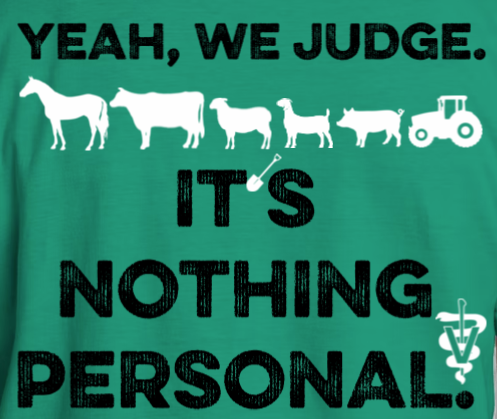 YEAH, WE JUDGE.
IT'S
NOTHING
PERSONAL.
V